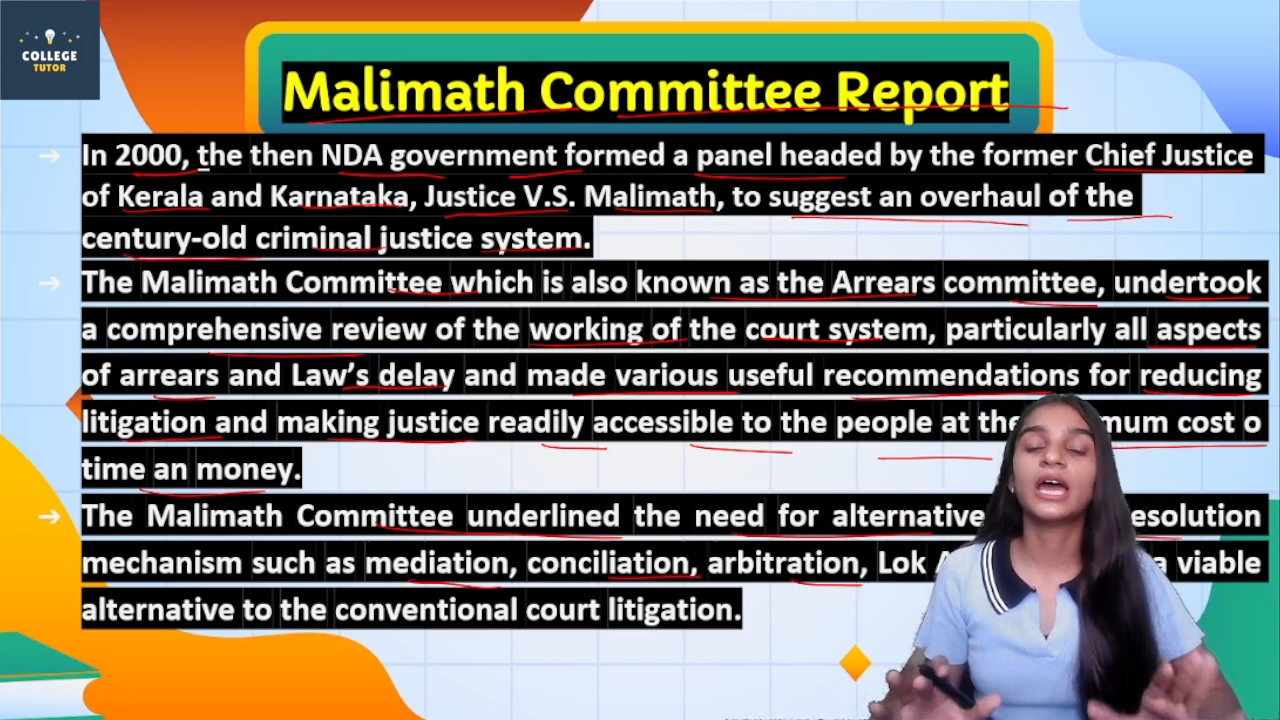 COLLEGE
TUTOR
Malimath Committee Report
In 2000, the then NDA government formed a panel headed by the former Chief Justice
of Kerala and Karnataka, Justice V.S. Malimath, to suggest an overhaul of the
century-old criminal justice system.
The Malimath Committee which is also known as the Arrears committee, undertook
a comprehensive review of the working of the court system, particularly all aspects
of arrears and Law's delay and made various useful recommendations for reducing
litigation and making justice readily accessible to the people at the mum cost o
time an money.
The Malimath Committee underlined the need for alternative esolution
mechanism such as mediation, conciliation, arbitration, Lok a viable
alternative to the conventional court litigation.